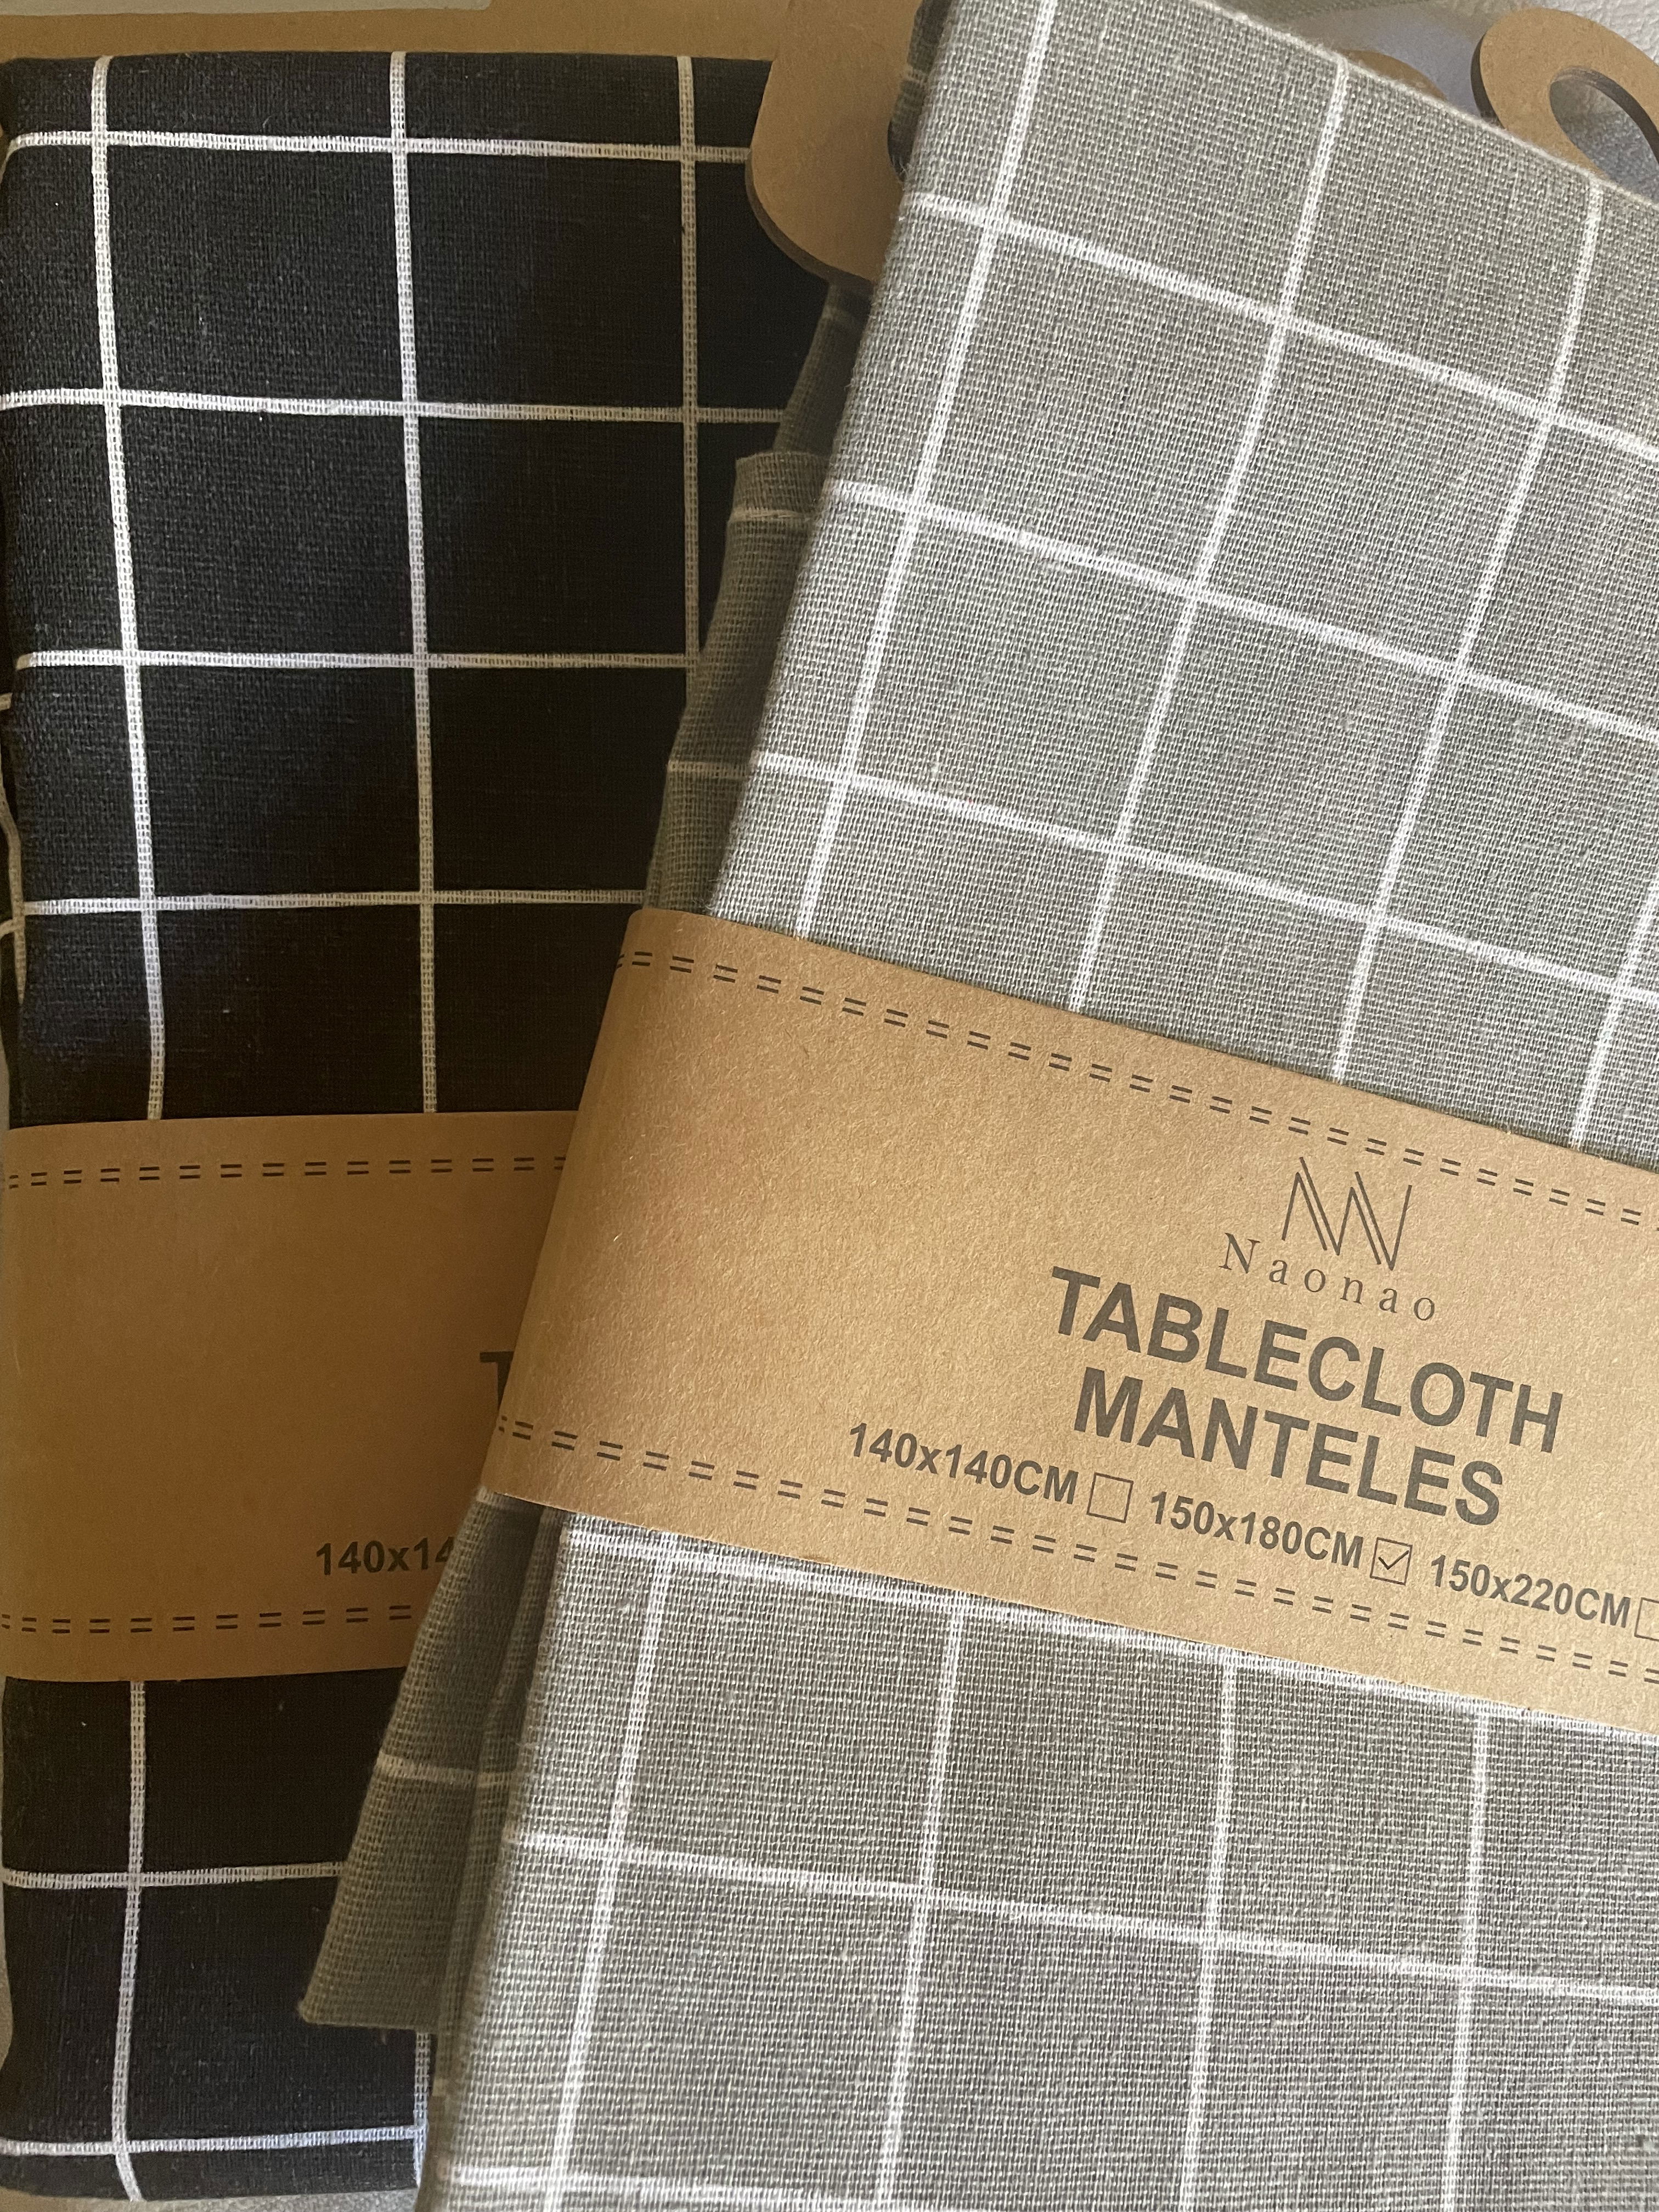 Naonao
TABLECLOTH
MANTELES
140x140CM 150x180CM 150x220CM